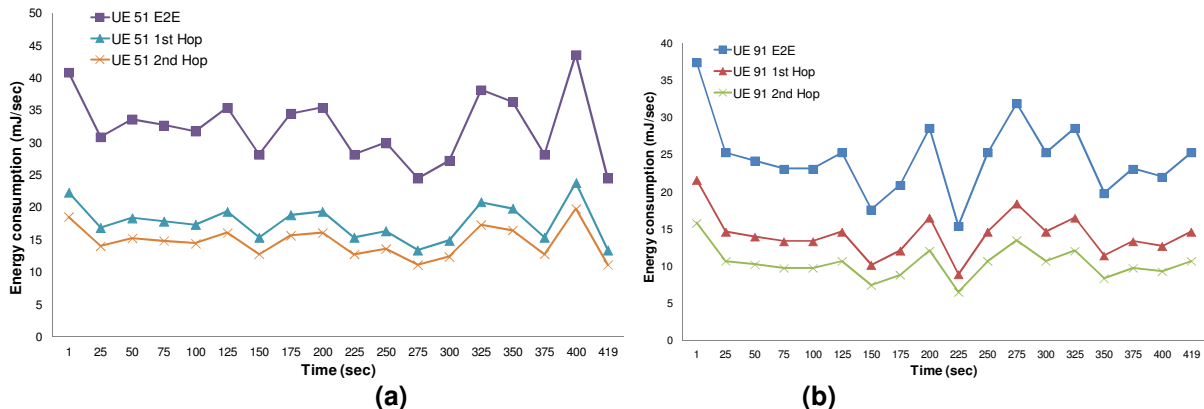 50
45
40
35
30
25
20
15
10
5
0
Energy consumption (mJ/sec)
UE 51 E2E
UE 51 1st Hop
UE 51 2nd Hop
1 25 50 75 100 125 150 175 200 225 250 275 300 325 350 375 400 419
Time (sec)
(a)
40
35
30
25
20
15
10
5
0
Energy consumption (mJ/sec)
UE 91 E2E
UE 91 1st Hop
UE 91 2nd Hop
1 25 50 75 100 125 150 175 200 225 250 275 300 325 350 375 400 419
Time (sec)
(b)